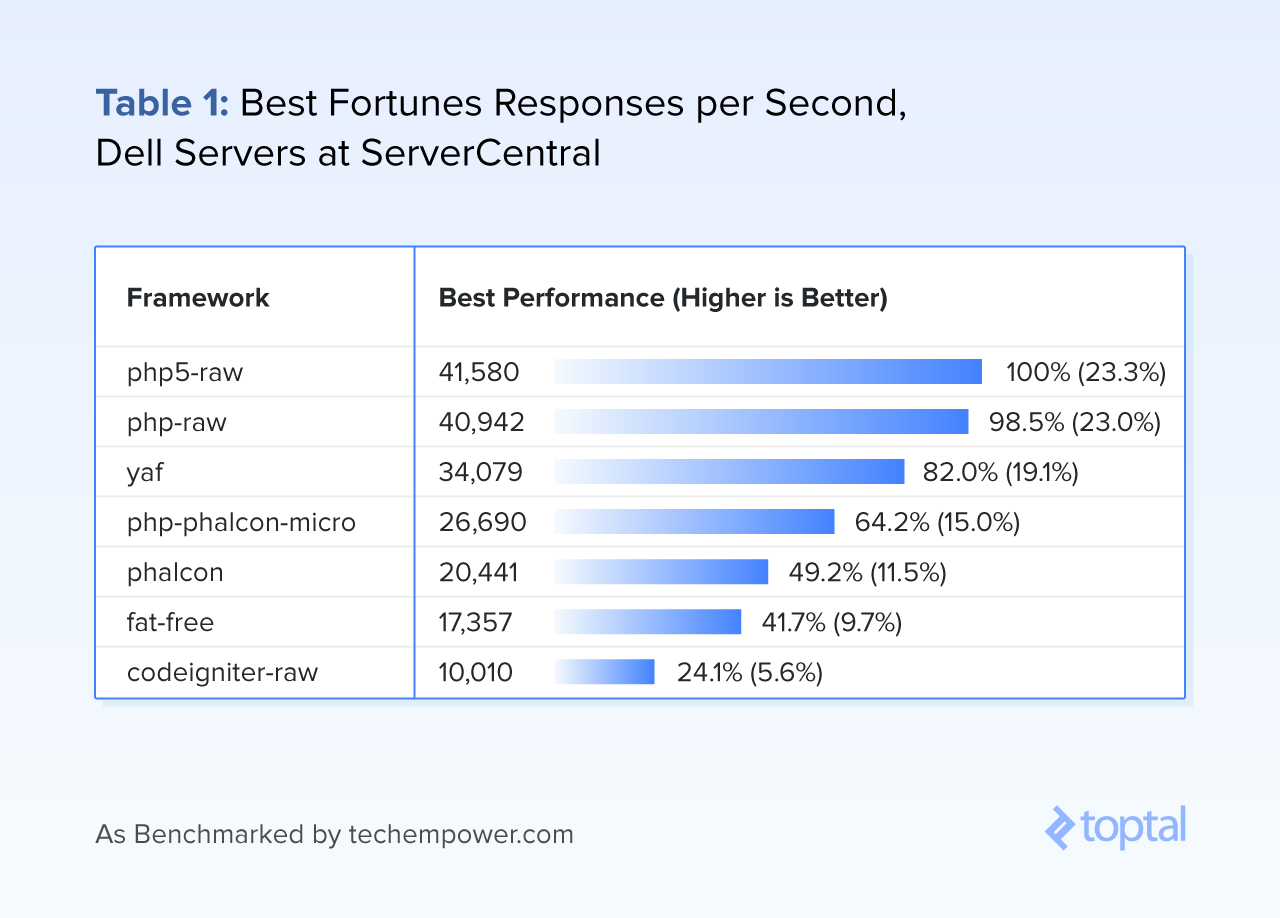 Table 1: Best Fortunes Responses per Second,
Dell Servers at ServerCentral
Framework Best Performance (Higher is Better)
php5-raw 41,580 100% (23.3%)
php-raw 40,942 98.5% (23.0%)
yaf 34,079 82.0% (19.1%)
php-phalcon-micro 26,690 64.2% (15.0%)
phalcon 20,441 49.2% (11.5%)
fat-free 17,357 41.7% (9.7%)
codeigniter-raw 10,010 24.1% (5.6%)
As Benchmarked by techempower.com
toptal